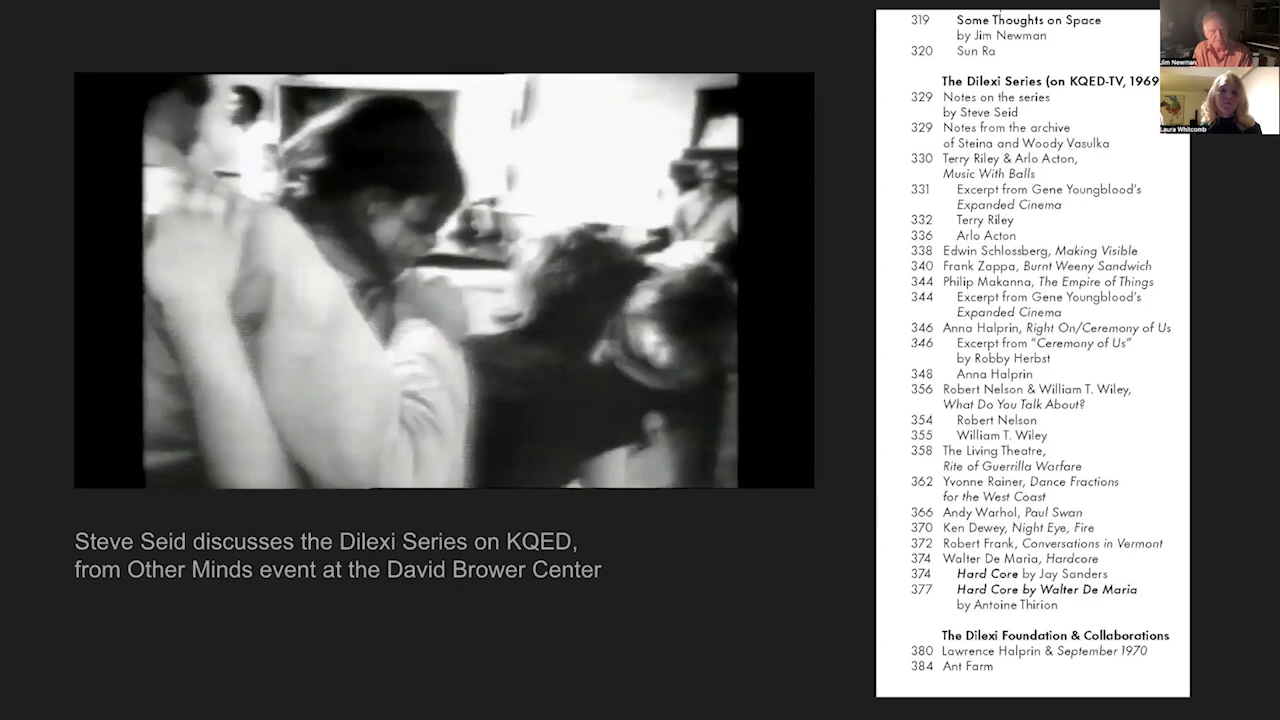 Steve Seid discusses the Dilexi Series on KQED,
from Other Minds event at the David Brower Center
319 Some Thoughts on Space
by Jim Newman
320 Sun Ra
The Dilexi Series (on KQED-TV, 1969
329 Notes on the series
by Steve Seid
329 Notes from the archive
of Steina and Woody Vasulka
330 Terry Riley & Arlo Acton,
Music With Balls
331 Excerpt from Gene Youngblood's
Expanded Cinema
332 Terry Riley
336 Arlo Acton
338 Edwin Schlossberg, Making Visible
340 Frank Zappa, Burnt Weeny Sandwich
344 Philip Makanna, The Empire of Things
344 Excerpt from Gene Youngblood's
Expanded Cinema
346 Anna Halprin, Right On/Ceremony of Us
346 Excerpt from “Ceremony of Us”
by Robby Herbst
348 Anna Halprin
356 Robert Nelson & William T. Wiley,
What Do You Talk About?
354 Robert Nelson
355 William T. Wiley
358 The Living Theatre,
Rite of Guerrilla Warfare
362 Yvonne Rainer, Dance Fractions
for the West Coast
366 Andy Warhol, Paul Swan
370 Ken Dewey, Night Eye, Fire
372 Robert Frank, Conversations in Vermont
374 Walter De Maria, Hardcore
374 Hard Core by Jay Sanders
377 Hard Core by Walter De Maria
by Antoine Thirion
The Dilexi Foundation & Collaborations
380 Lawrence Halprin & September 1970
384 Ant Farm
Jim Newman
Laura Whitcomb